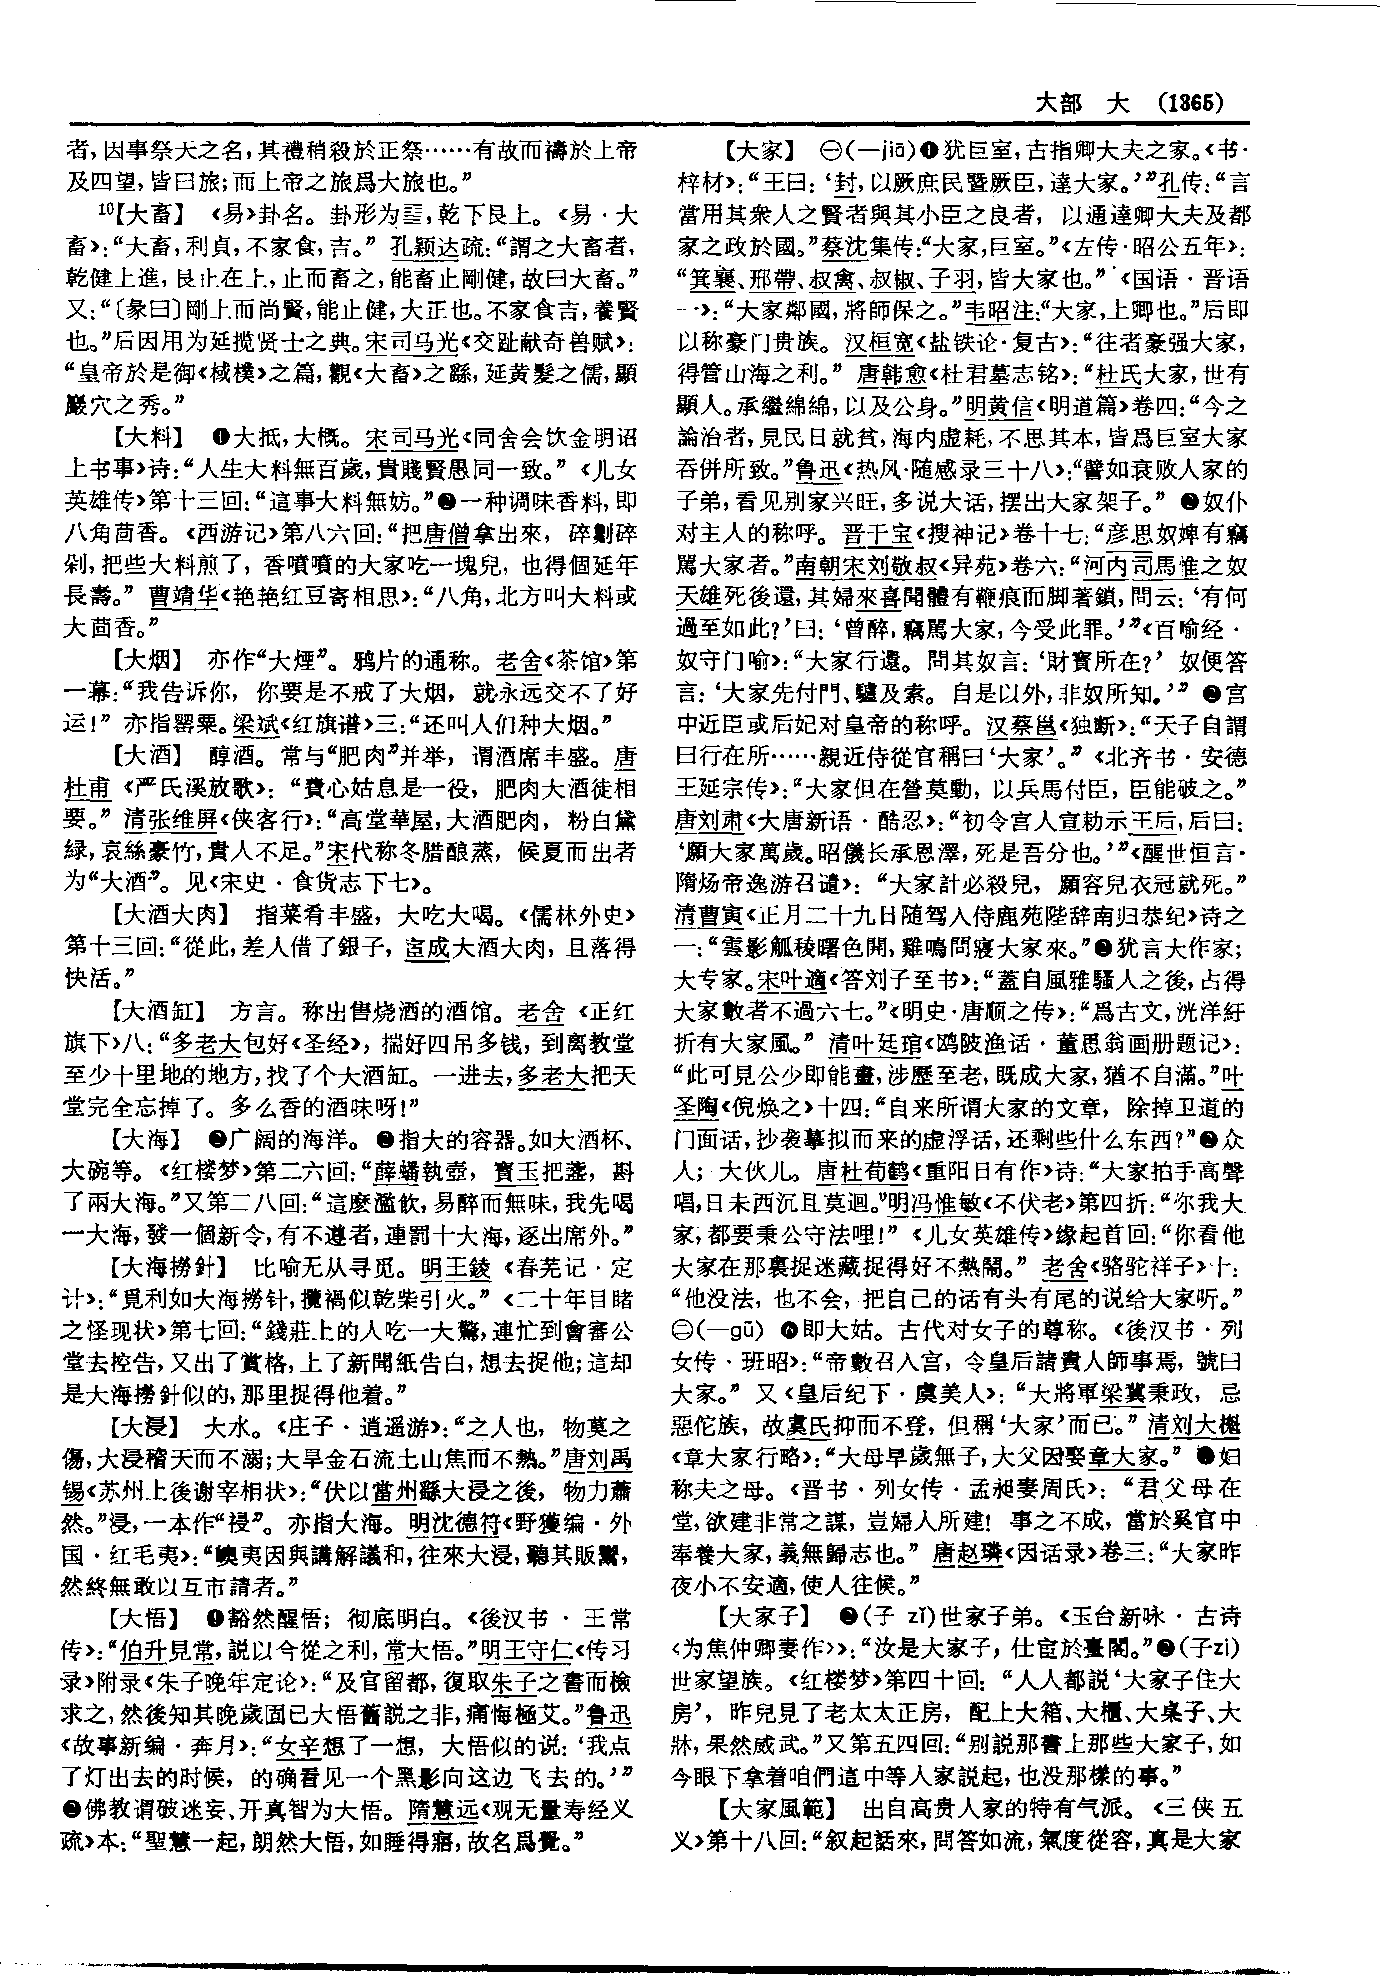 大部　大　(1365)
者,因事祭天之名,其禮稍殺於正祭……有故而禱於上帝
及四望,皆曰旅;而上帝之旅爲大旅也。”
10【大畜】　《易》卦名。卦形为䷙,乾下艮上。《易·大
畜》:“大畜,利貞,不家食,吉。”孔颖达疏:“謂之大畜者,
乾健上進,艮止在上,止而畜之,能畜止剛健,故曰大畜。”
又:“〔彖曰〕剛上而尚賢,能止健,大正也。不家食吉,養賢
也。”后因用为延揽贤士之典。宋司马光《交趾献奇兽赋》:
“皇帝於是御《棫樸》之篇,觀《大畜》之繇,延黄髮之儒,顯
巖穴之秀。”
【大料】　❶大抵,大概。宋司马光《同舍会饮金明沼
上书事》诗:“人生大料無百歲,貴賤賢愚同一致。”《儿女
英雄传》第十三回:“這事大料無妨。”❷一种调味香料,即
八角茴香。《西游记》第八六回:“把唐僧拿出來，碎劖碎
剁,把些大料煎了，香噴噴的大家吃一塊兒，也得個延年
長壽。”曹靖华《艳艳红豆寄相思》:“八角,北方叫大料或
大茴香。”
【大烟】　亦作“大煙”。鸦片的通称。老舍《茶馆》第
一幕:“我告诉你，你要是不戒了大烟，就永远交不了好
运!”亦指罂粟。梁斌《红旗谱》三:“还叫人们种大烟。”
【大酒】　醇酒。常与“肥肉”并举，谓酒席丰盛。唐
杜甫《严氏溪放歌》:“費心姑息是一役，肥肉大酒徒相
要。”清张维屏《侠客行》:“高堂華屋,大酒肥肉，粉白黛
緑,哀絲豪竹,貴人不足。”宋代称冬腊酿蒸，候夏而出者
为“大酒”。见《宋史·食货志下七》。
【大酒大肉】　指菜肴丰盛，大吃大喝。《儒林外史》
第十三回:“從此,差人借了銀子，宦成大酒大肉，且落得
快活。”
【大酒缸】　方言。称出售烧酒的酒馆。老舍《正红
旗下》八:“多老大包好《圣经》，揣好四吊多钱，到离教堂
至少十里地的地方,找了个大酒缸。一进去,多老大把天
堂完全忘掉了。多么香的酒味呀!”
【大海】　❶广阔的海洋。❷指大的容器。如大酒杯、
大碗等。《红楼梦》第二六回:“薛蟠執壺，寶玉把盞，斟
了兩大海。”又第二八回:“這麽濫飲,易醉而無味,我先喝
一大海,發一個新令,有不遵者,連罰十大海,逐出席外。”
【大海撈針】　比喻无从寻觅。明王錂《春芜记·定
计》:“覓利如大海撈针,攬禍似乾柴引火。”《二十年目睹
之怪现状》第七回:“錢莊上的人吃一大驚,連忙到會審公
堂去控告,又出了賞格,上了新聞紙告白,想去捉他;這却
是大海撈針似的,那里捉得他着。”
【大浸】　大水。《庄子·逍遥游》:“之人也，物莫之
傷,大浸稽天而不溺;大旱金石流土山焦而不熱。”唐刘禹
锡《苏州上後谢宰相状》:“伏以當州繇大浸之後，物力蕭
然。”浸,一本作“祲”。亦指大海。明沈德符《野獲编·外
国·红毛夷》:“噢夷因與講解議和,往來大浸,聽其販鬻,
然終無敢以互市請者。”
【大悟】　❶豁然醒悟；彻底明白。《後汉书·王常
传》:“伯升見常,説以今從之利,常大悟。”明王守仁《传习
录》附录《朱子晚年定论》:“及官留都,復取朱子之書而檢
求之,然後知其晚歲固已大悟舊説之非,痛悔極艾。”鲁迅
《故事新编·奔月》:“女辛想了一想，大悟似的说:‘我点
了灯出去的时候，的确看见一个黑影向这边飞去的。’”
❷佛教谓破迷妄、开真智为大悟。隋慧远《观无量寿经义
疏》本:“聖慧一起,朗然大悟,如睡得寤,故名爲覺。”
【大家】　㊀(—jiā)❶犹巨室,古指卿大夫之家。《书·
梓材》:“王曰:‘封,以厥庶民暨厥臣,達大家。’”孔传:“言
當用其衆人之賢者與其小臣之良者，以通達卿大夫及都
家之政於國。”蔡沈集传:“大家,巨室。”《左传·昭公五年》:
“箕襄、邢帶、叔禽、叔椒、子羽,皆大家也。”《国语·晋语
一》:“大家鄰國,將師保之。”韦昭注:“大家,上卿也。”后即
以称豪门贵族。汉桓宽《盐铁论·复古》:“往者豪强大家,
得管山海之利。”唐韩愈《杜君墓志铭》:“杜氏大家,世有
顯人。承繼綿綿,以及公身。”明黄信《明道篇》卷四:“今之
論治者,見民日就貧,海内虚耗,不思其本,皆爲巨室大家
吞併所致。”鲁迅《热风·随感录三十八》:“譬如衰败人家的
子弟,看见别家兴旺,多说大话,摆出大家架子。”❷奴仆
对主人的称呼。晋干宝《搜神记》卷十七:“彦思奴婢有竊
駡大家者。”南朝宋刘敬叔《异苑》卷六:“河内司馬惟之奴
天雄死後還,其婦來喜聞體有鞭痕而脚著鎖,問云:‘有何
過至如此?’曰:‘曾醉,竊駡大家,今受此罪。’”《百喻经·
奴守门喻》:“大家行還。問其奴言:‘財寳所在?’奴便答
言:‘大家先付門、驢及索。自是以外,非奴所知。’”❸宫
中近臣或后妃对皇帝的称呼。汉蔡邕《独断》:“天子自謂
曰行在所……親近侍從官稱曰‘大家’。”《北齐书·安德
王延宗传》:“大家但在營莫動，以兵馬付臣，臣能破之。”
唐刘肃《大唐新语·酷忍》:“初令宫人宣勑示王后,后曰:
‘願大家萬歲。昭儀长承恩澤,死是吾分也。’”《醒世恒言·
隋炀帝逸游召谴》:“大家計必殺兒，願容兒衣冠就死。”
清曹寅《正月二十九日随驾入侍鹿苑陛辞南归恭纪》诗之
一:“雲影觚稜曙色開,雞鳴問寢大家來。”❹犹言大作家;
大专家。宋叶適《答刘子至书》:“蓋自風雅騷人之後,占得
大家數者不過六七。”《明史·唐顺之传》:“爲古文,洸洋紆
折有大家風。”清叶廷琯《鸥陂渔话·董思翁画册题记》:
“此可見公少即能畫,涉歷至老,既成大家,猶不自滿。”叶
圣陶《倪焕之》十四:“自来所谓大家的文章，除掉卫道的
门面话,抄袭摹拟而来的虚浮话,还剩些什么东西?”❺众
人；大伙儿。唐杜荀鹤《重阳日有作》诗:“大家拍手高聲
唱,日未西沉且莫迴。”明冯惟敏《不伏老》第四折:“你我大
家,都要秉公守法哩!”《儿女英雄传》缘起首回:“你看他
大家在那裏捉迷藏捉得好不熱鬧。”老舍《骆驼祥子》十:
“他没法，也不会，把自己的话有头有尾的说给大家听。”
㊁(—gū)　❻即大姑。古代对女子的尊称。《後汉书·列
女传·班昭》:“帝數召入宫，令皇后諸貴人師事焉，號曰
大家。”又《皇后纪下·虞美人》:“大將軍梁冀秉政，忌
惡佗族，故虞氏抑而不登，但稱‘大家’而已。”清刘大櫆
《章大家行略》:“大母早歲無子,大父因娶章大家。”❼妇
称夫之母。《晋书·列女传·孟昶妻周氏》:“君父母在
堂,欲建非常之謀，豈婦人所建!事之不成，當於奚官中
奉養大家,義無歸志也。”唐赵璘《因话录》卷三:“大家昨
夜小不安適,使人往候。”
【大家子】　❶(子 zǐ)世家子弟。《玉台新咏·古诗
〈为焦仲卿妻作〉》:“汝是大家子，仕宦於臺閣。”❷(子zi)
世家望族。《红楼梦》第四十回:“人人都説‘大家子住大
房’，昨兒見了老太太正房，配上大箱、大櫃、大桌子、大
牀,果然威武。”又第五四回:“别説那書上那些大家子,如
今眼下拿着咱們這中等人家説起,也没那樣的事。”
【大家風範】　出自高贵人家的特有气派。《三侠五
义》第十八回:“叙起話來,問答如流,氣度從容,真是大家